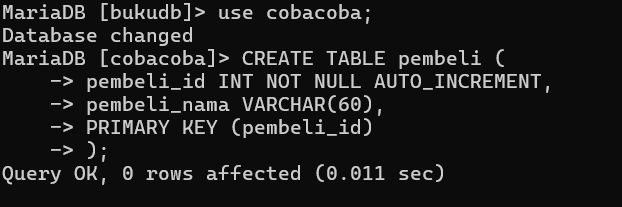 MariaDB [bukudb]> use cobacoba;
Database changed
MariaDB [cobacoba]> CREATE TABLE pembeli (
    -> pembeli_id INT NOT NULL AUTO_INCREMENT,
    -> pembeli_nama VARCHAR(60),
    -> PRIMARY KEY (pembeli_id)
    -> );
Query OK, 0 rows affected (0.011 sec)